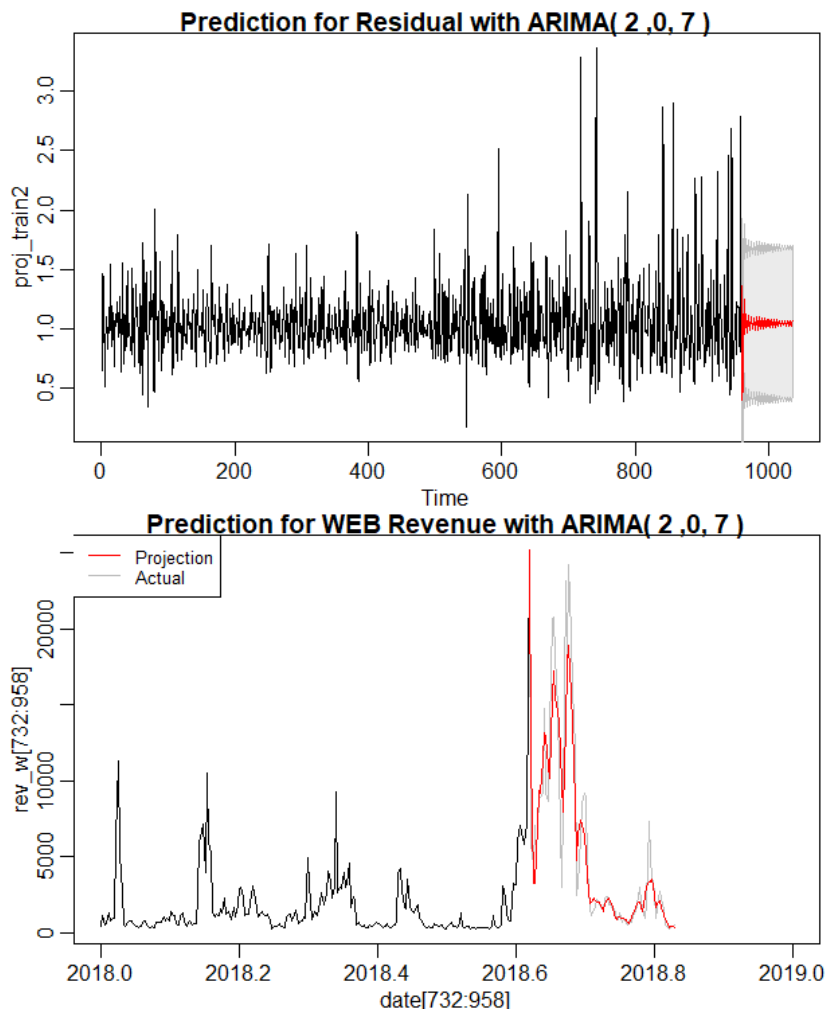 Prediction for Residual with ARIMA( 2 ,0, 7 )
proj_train2
3.0
2.5
2.0
1.5
1.0
0.5
0 200 400 600 800 1000
Time
Prediction for WEB Revenue with ARIMA( 2 ,0, 7 )
Projection
Actual
rev_w[732:958]
20000
10000
5000
0
2018.0 2018.2 2018.4 2018.6 2018.8 2019.0
date[732:958]